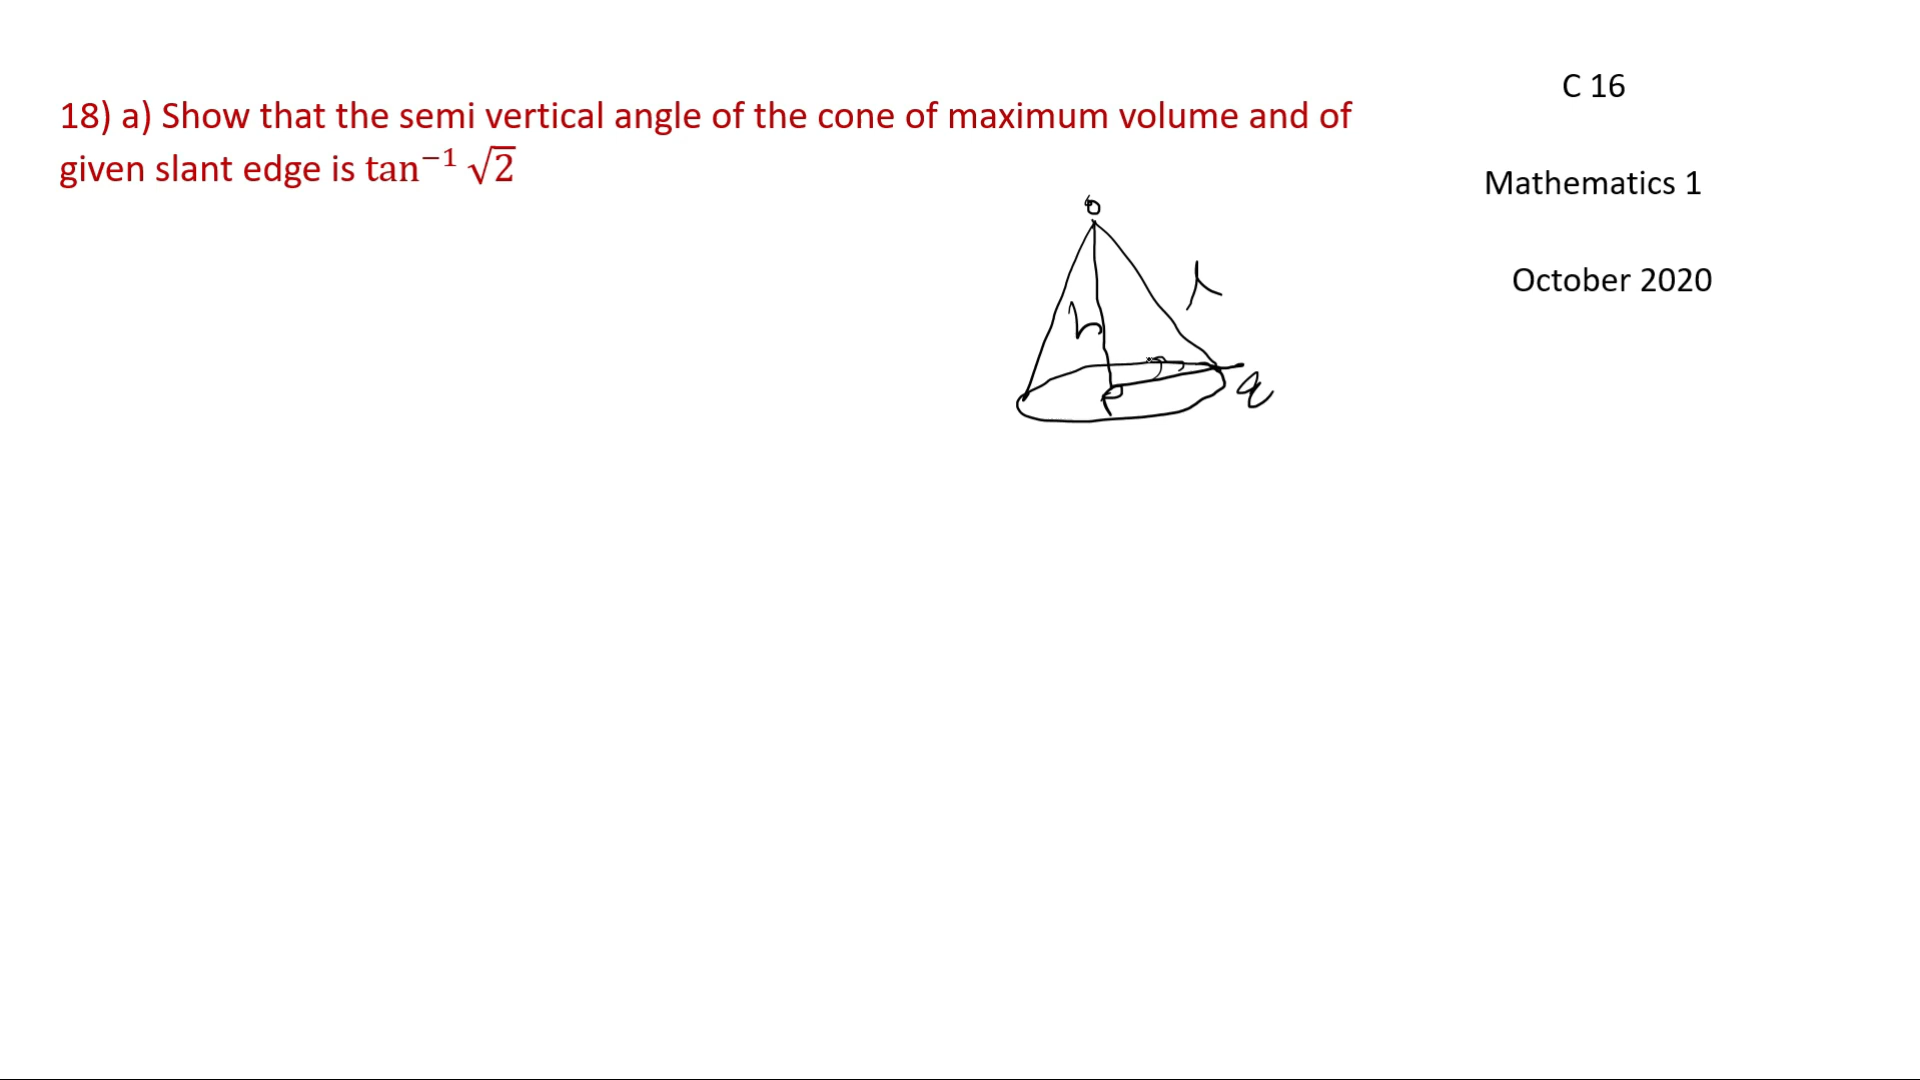 18) a) Show that the semi vertical angle of the cone of maximum volume and of
given slant edge is tan⁻¹ √2
C 16
Mathematics 1
October 2020
h